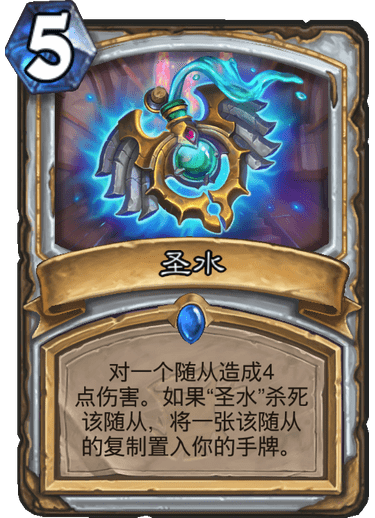 5
圣水
对一个随从造成4
点伤害。如果“圣水”杀死
该随从，将一张该随从
的复制置入你的手牌。